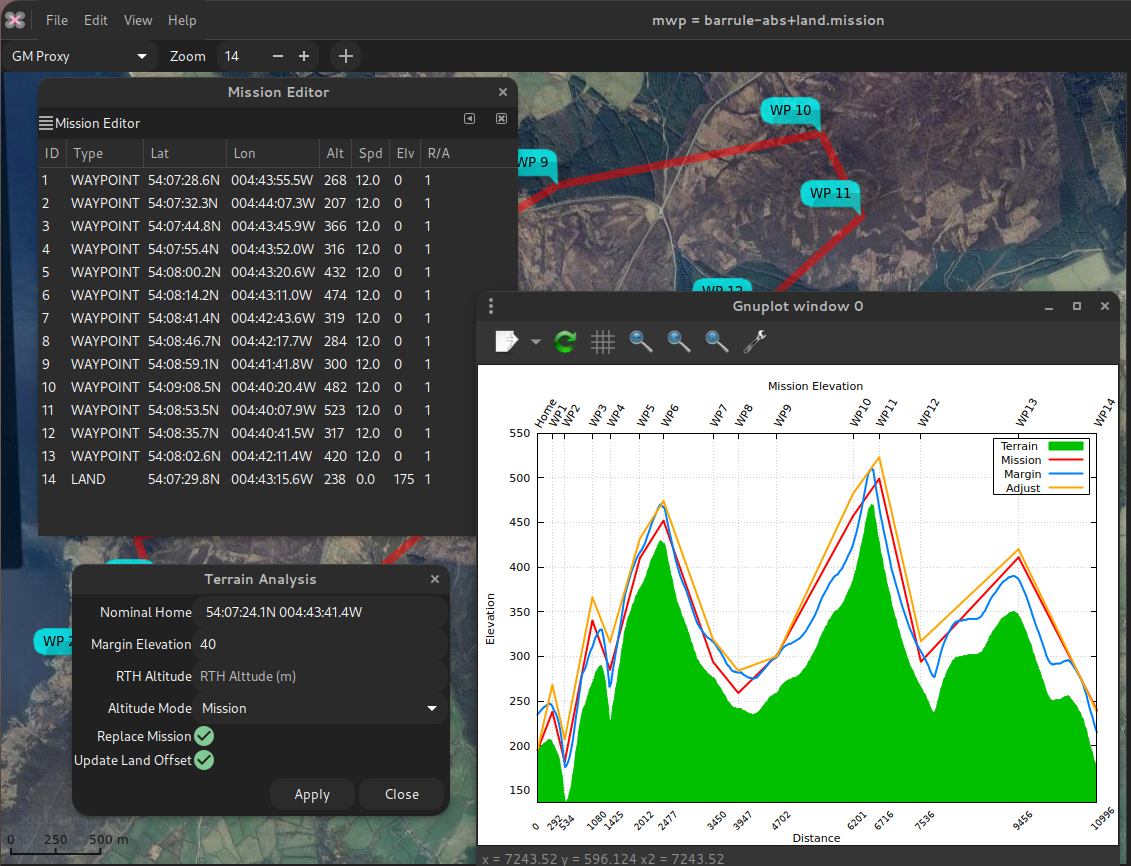 File Edit View Help
mwp = barrule-abs+land.mission
GM Proxy Zoom 14 − + +
Mission Editor
Mission Editor
ID Type Lat Lon Alt Spd Elv R/A
1 WAYPOINT 54:07:28.6N 004:43:55.5W 268 12.0 0 1
2 WAYPOINT 54:07:32.3N 004:44:07.3W 207 12.0 0 1
3 WAYPOINT 54:07:44.8N 004:43:45.9W 366 12.0 0 1
4 WAYPOINT 54:07:55.4N 004:43:52.0W 316 12.0 0 1
5 WAYPOINT 54:08:00.2N 004:43:20.6W 432 12.0 0 1
6 WAYPOINT 54:08:14.2N 004:43:11.0W 474 12.0 0 1
7 WAYPOINT 54:08:41.4N 004:42:43.6W 319 12.0 0 1
8 WAYPOINT 54:08:46.7N 004:42:17.7W 284 12.0 0 1
9 WAYPOINT 54:08:59.1N 004:41:41.8W 300 12.0 0 1
10 WAYPOINT 54:09:08.5N 004:40:20.4W 482 12.0 0 1
11 WAYPOINT 54:08:53.5N 004:40:07.9W 523 12.0 0 1
12 WAYPOINT 54:08:35.7N 004:40:41.5W 317 12.0 0 1
13 WAYPOINT 54:08:02.6N 004:42:11.4W 420 12.0 0 1
14 LAND 54:07:29.8N 004:43:15.6W 238 0.0 175 1
WP 10
WP 9
WP 11
WP 12
WP 2
Terrain Analysis
Nominal Home 54:07:24.1N 004:43:41.4W
Margin Elevation 40
RTH Altitude RTH Alttude (m)
Altitude Mode Mission
Replace Mission
Update Land Offset
Apply Close
0 250 500 m
Gnuplot window 0
Mission Elevation
Home WP1 WP2 WP3 WP4 WP5 WP6 WP7 WP8 WP9 WP10 WP11 WP12 WP13 WP14
Terrain
Mission
Margin
Adjust
550
500
450
400
350
300
250
200
150
Elevation
0 292 534 1080 1425 2012 2477 3450 3947 4702 6201 6716 7536 9456 10996
Distance
x = 7243.52 y = 596.124 x2 = 7243.52